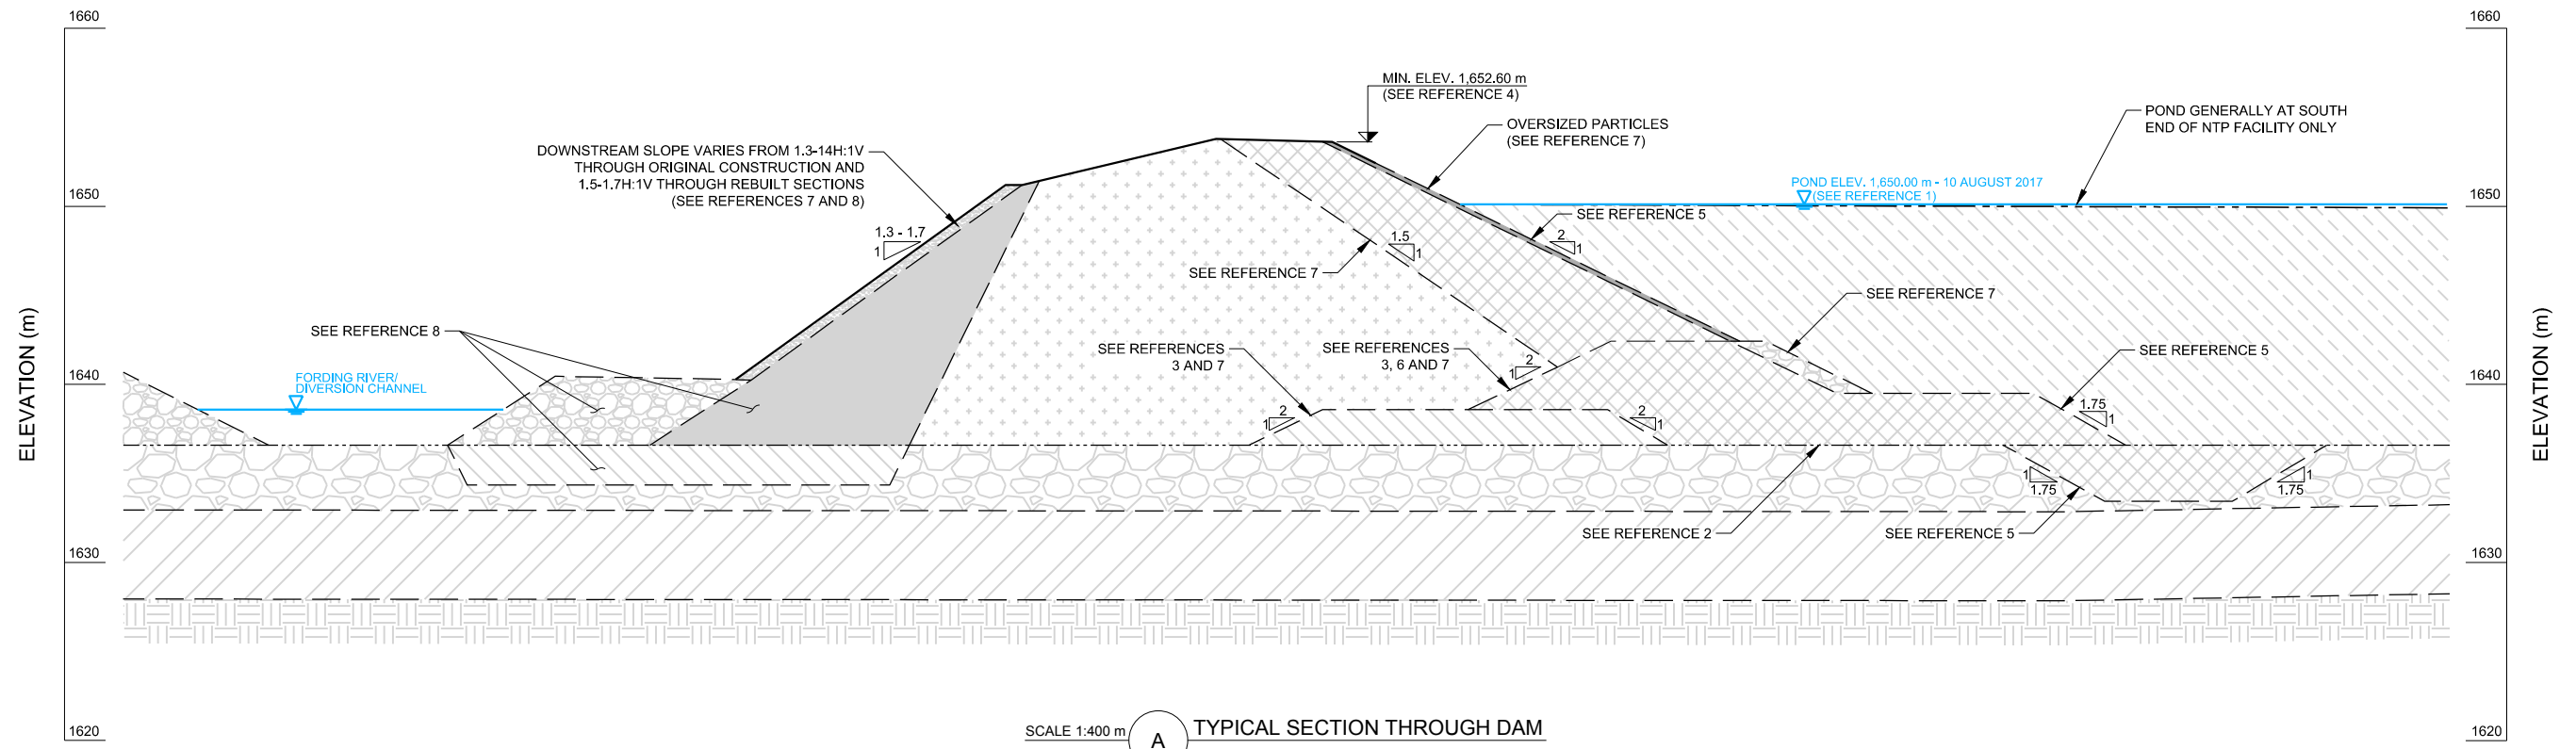 1660
1660
MIN. ELEV. 1,652.60 m
(SEE REFERENCE 4)
OVERSIZED PARTICLES
(SEE REFERENCE 7)
POND GENERALLY AT SOUTH
END OF NTP FACILITY ONLY
DOWNSTREAM SLOPE VARIES FROM 1.3-14H:1V
THROUGH ORIGINAL CONSTRUCTION AND
1.5-1.7H:1V THROUGH REBUILT SECTIONS
(SEE REFERENCES 7 AND 8)
POND ELEV. 1,650.00 m - 10 AUGUST 2017
(SEE REFERENCE 1)
1650
1650
SEE REFERENCE 5
1.3 - 1.7
1
1.5
1
2
1
SEE REFERENCE 7
SEE REFERENCE 7
ELEVATION (m)
ELEVATION (m)
SEE REFERENCE 8
SEE REFERENCES
3 AND 7
SEE REFERENCES
3, 6 AND 7
SEE REFERENCE 5
2
1
FORDING RIVER/
DIVERSION CHANNEL
1640
1640
2
1
2
1
1.75
1
1
1.75
1
1.75
SEE REFERENCE 2
SEE REFERENCE 5
1630
1630
SCALE 1:400 m
A
TYPICAL SECTION THROUGH DAM
1620
1620